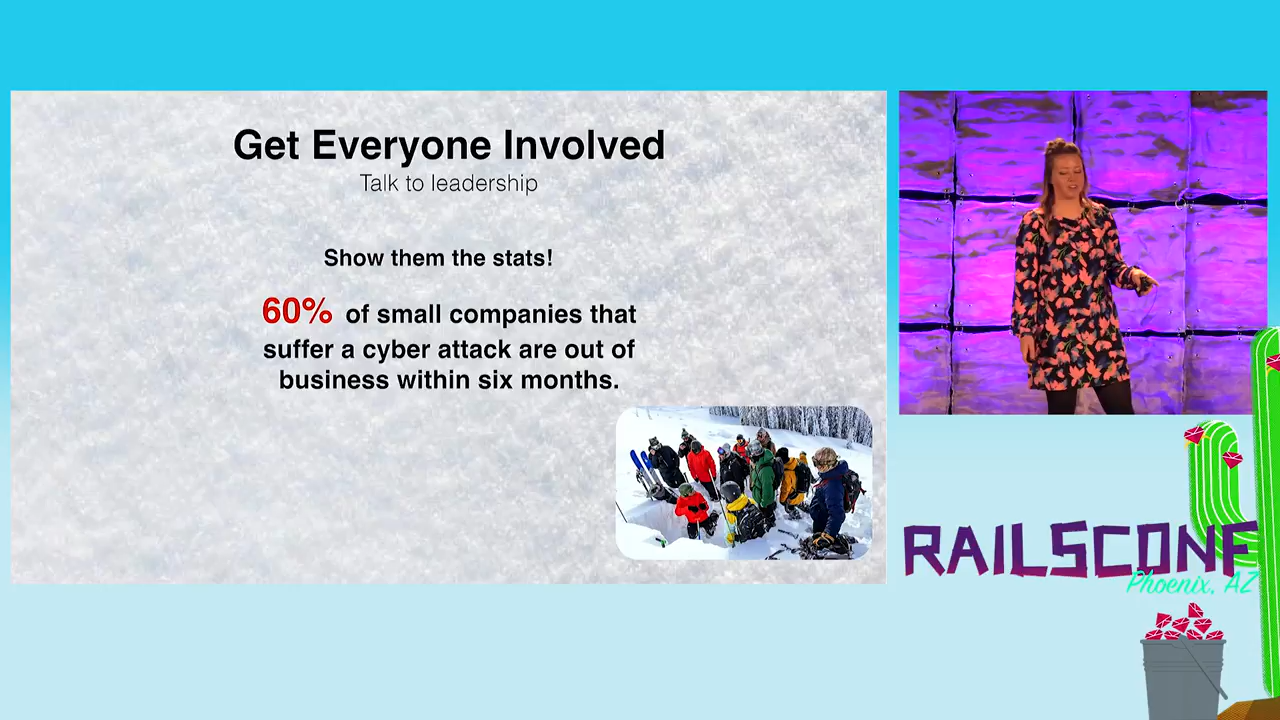 Get Everyone Involved
Talk to leadership
Show them the stats!
60% of small companies that
suffer a cyber attack are out of
business within six months.
RAILSCONF
Phoenix, AZ